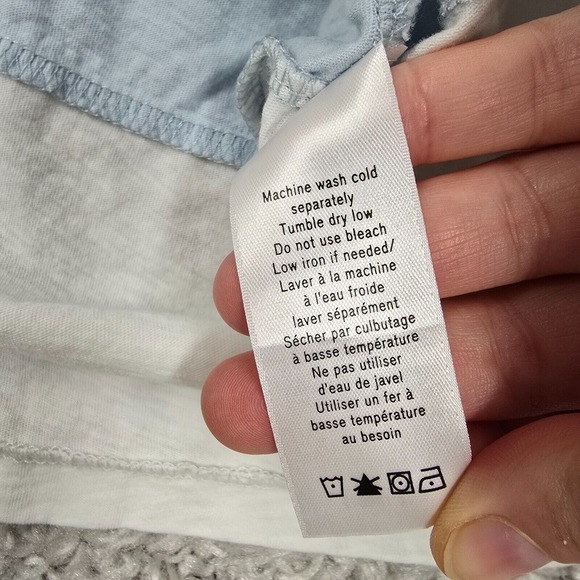 Machine wash cold
separately
Tumble dry low
Do not use bleach
Low iron if needed/
Laver à la machine
à l'eau froide
laver séparément
Sécher par culbutage
à basse température
Ne pas utiliser
d'eau de javel
Utiliser un fer à
basse température
au besoin